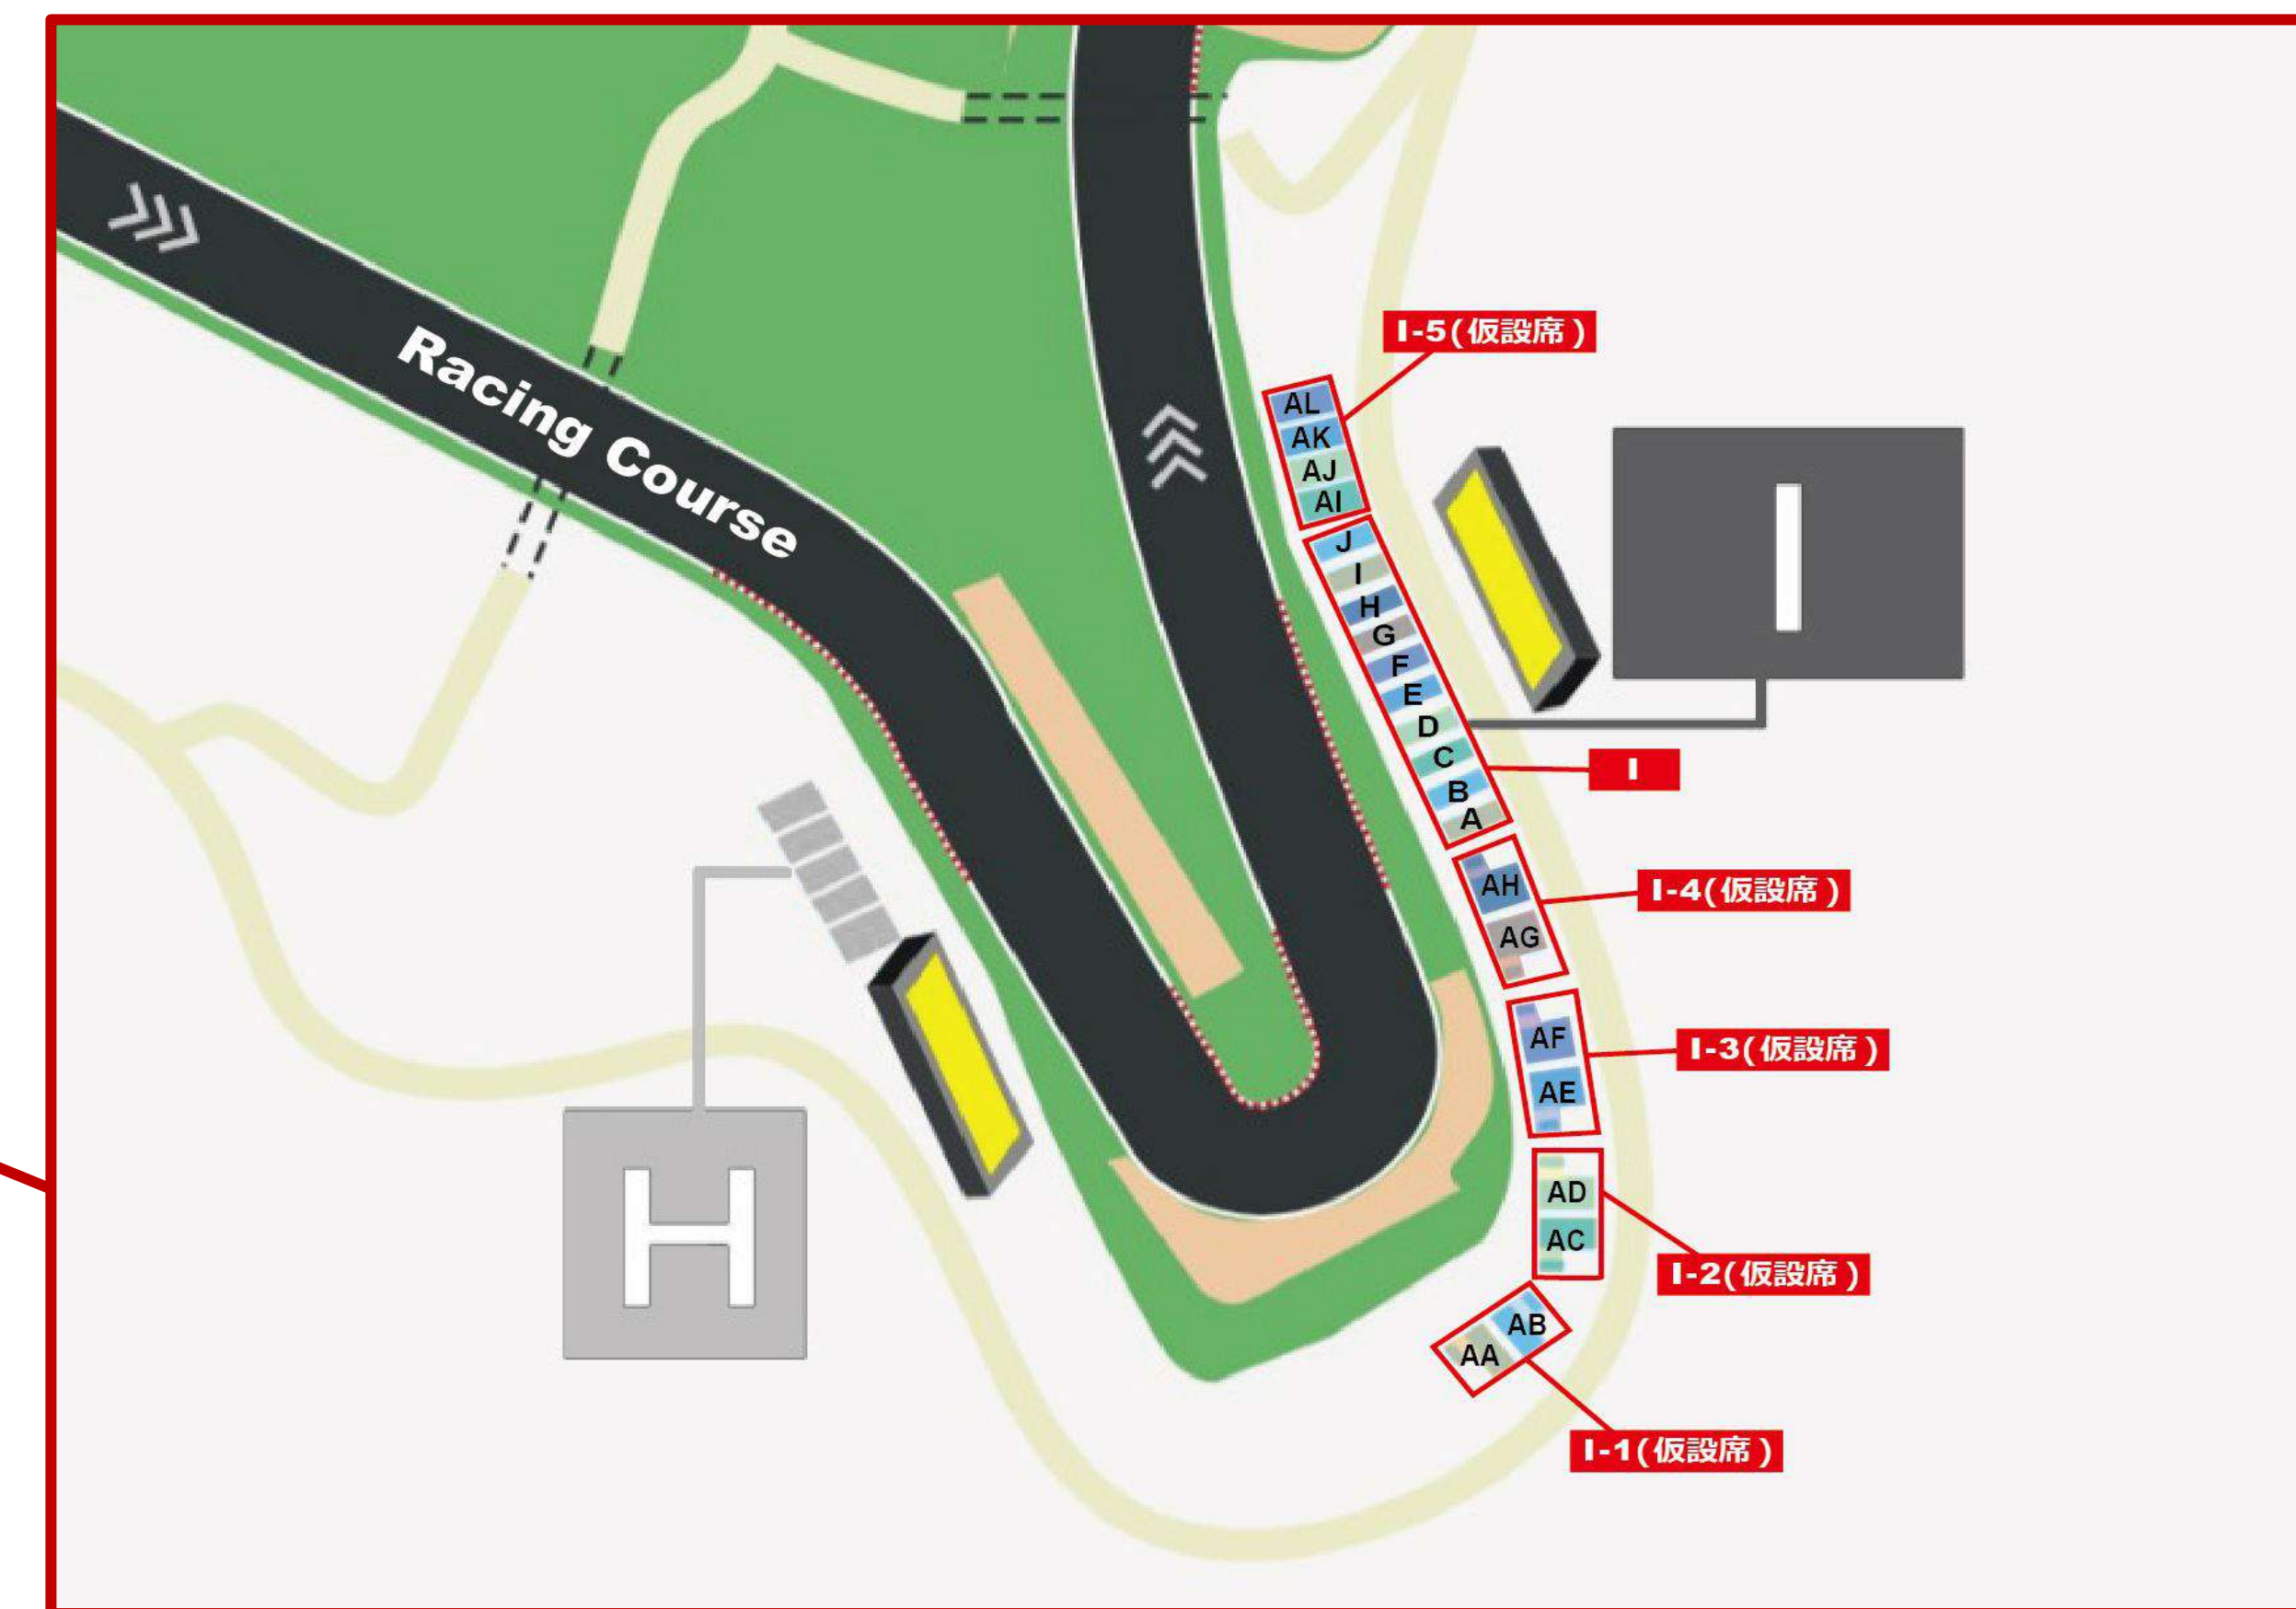 Racing Course
I-5(仮設席)
AL
AK
AJ
AI
J
I
H
G
F
E
D
C
B
A
I
I
AH
AG
I-4(仮設席)
AF
AE
I-3(仮設席)
AD
AC
I-2(仮設席)
AB
AA
I-1(仮設席)
H